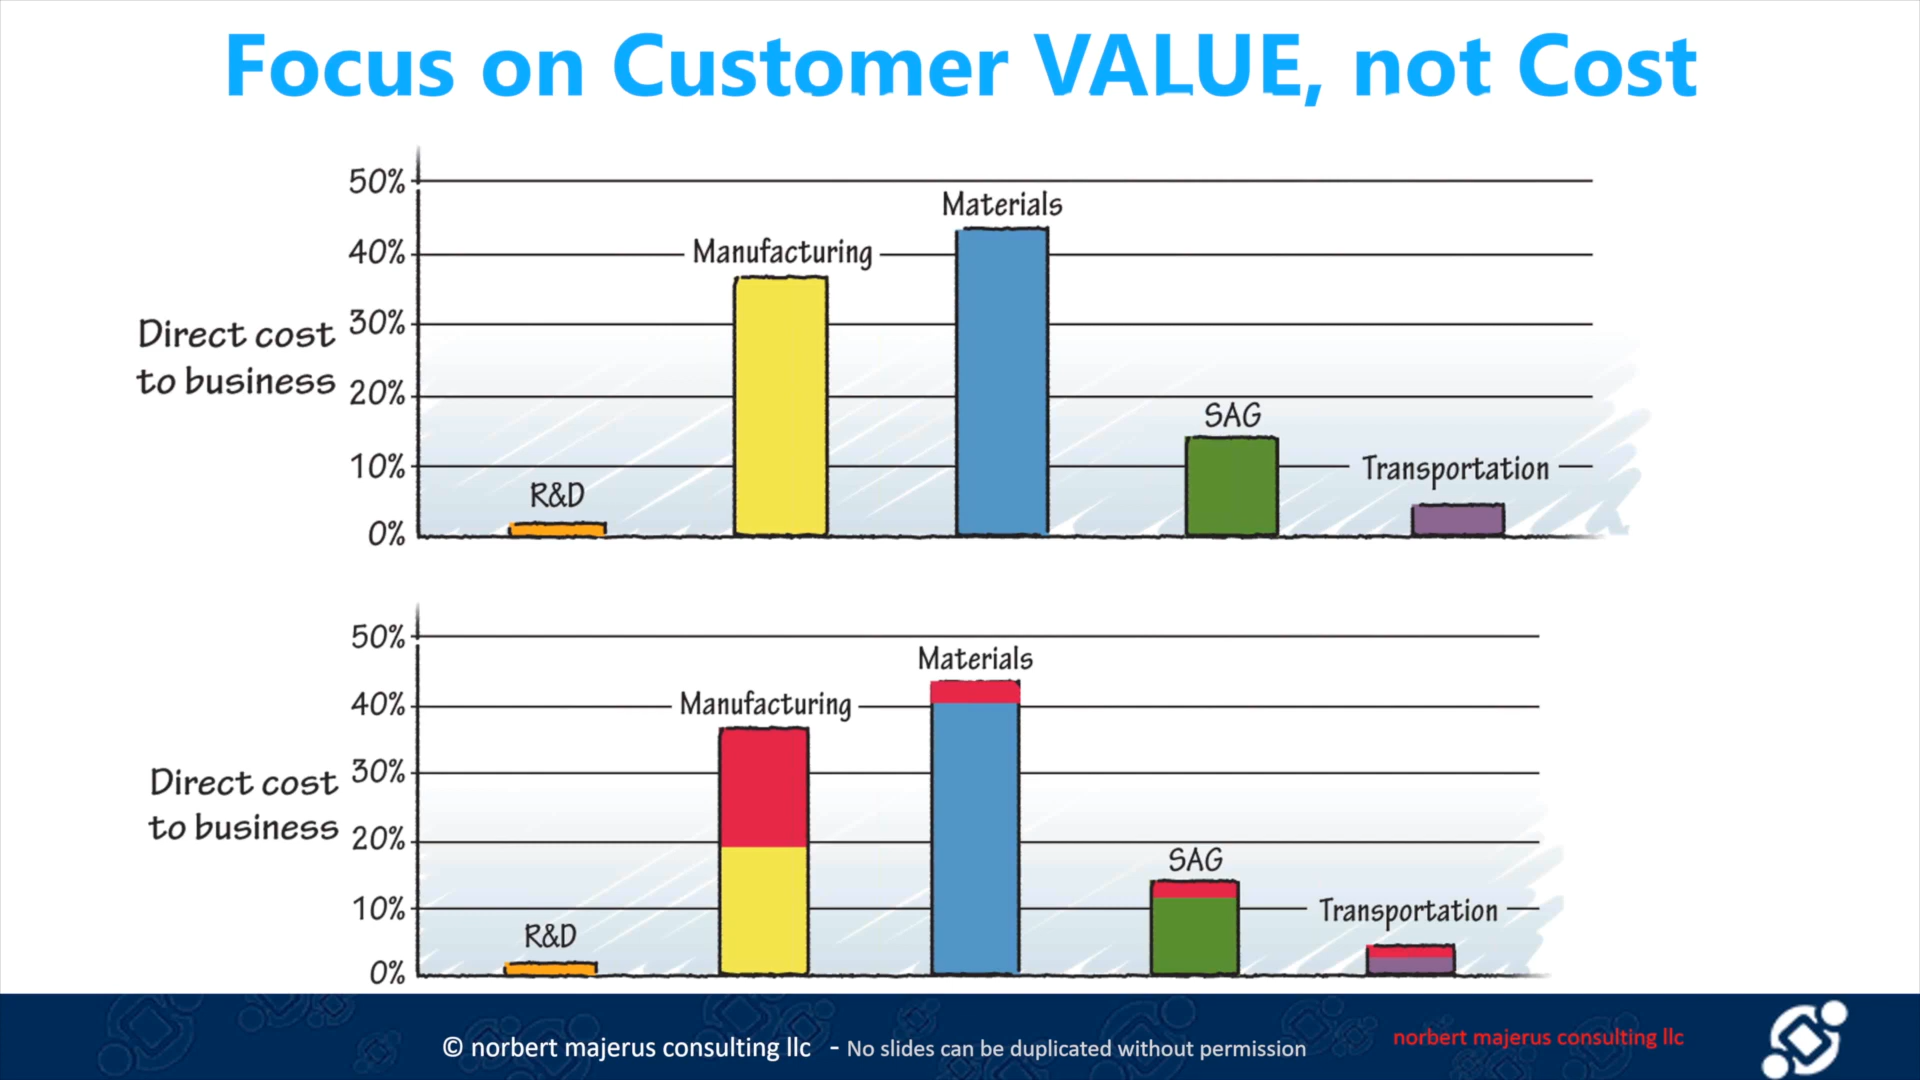 Focus on Customer VALUE, not Cost
50%
Materials
40%
Manufacturing
Direct cost
to business
30%
20%
SAG
10%
Transportation
R&D
0%
50%
Materials
40%
Manufacturing
Direct cost
to business
30%
20%
SAG
10%
Transportation
R&D
0%
© norbert majerus consulting llc - No slides can be duplicated without permission
norbert majerus consulting llc